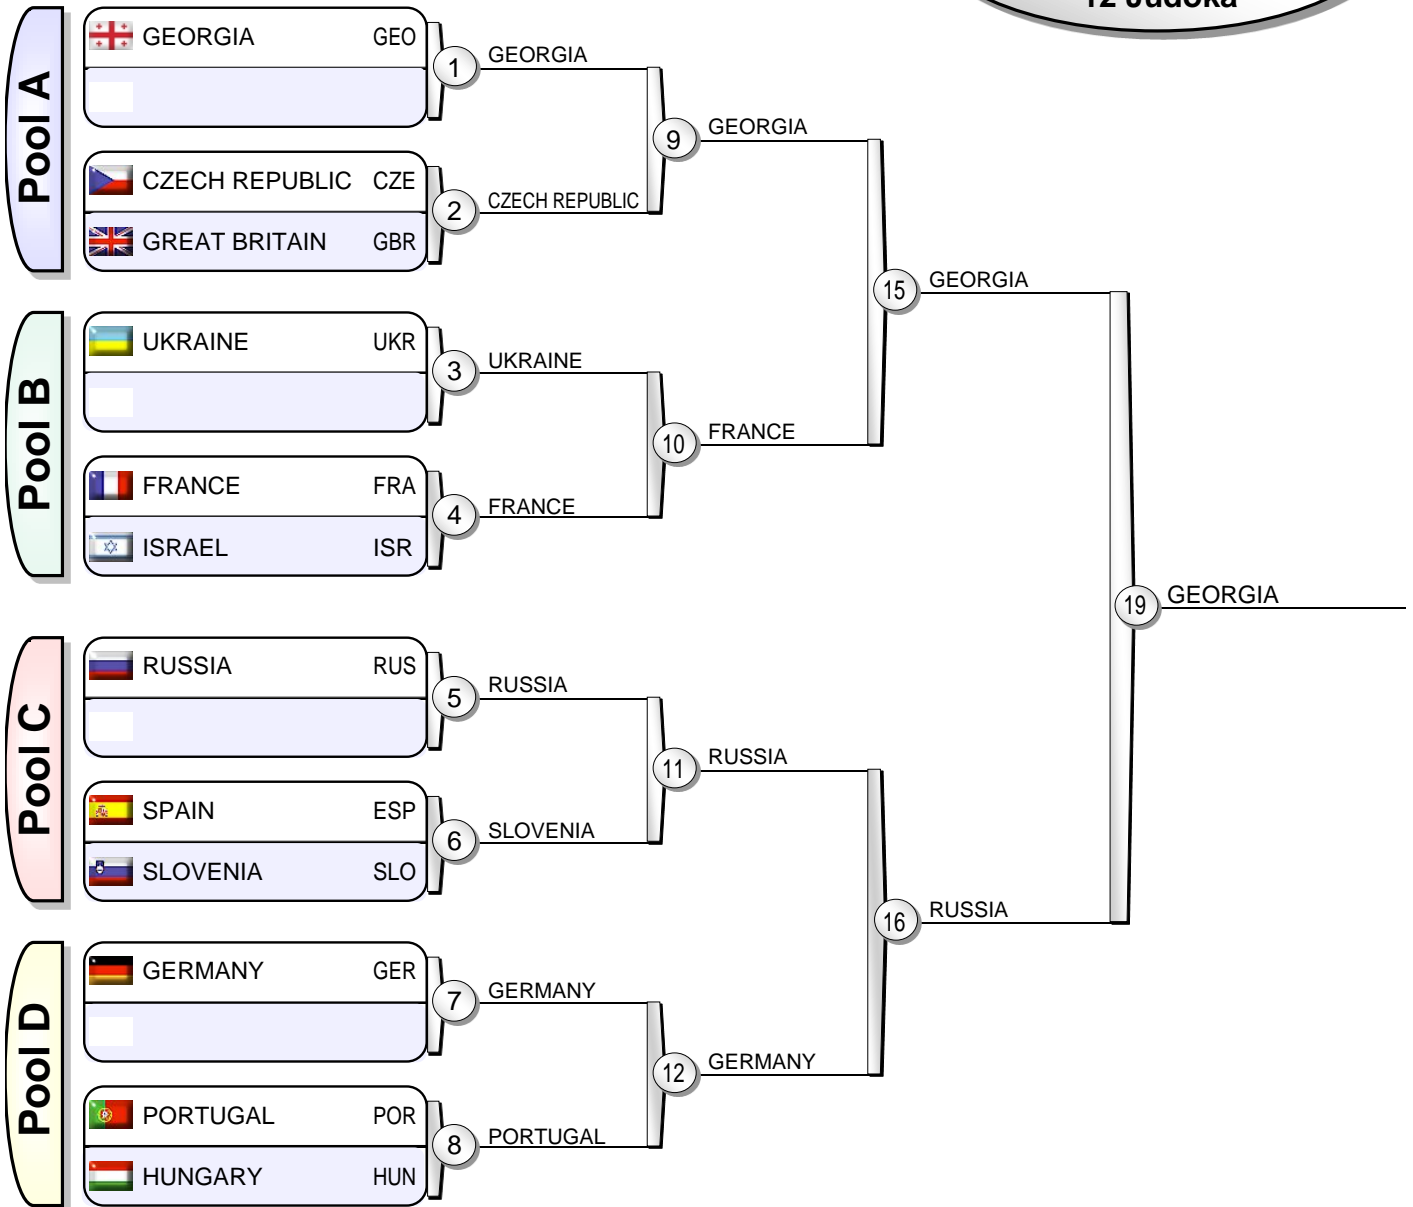 12 Judoka
Pool A
GEORGIA GEO
CZECH REPUBLIC CZE
GREAT BRITAIN GBR
1 GEORGIA
2 CZECH REPUBLIC
9 GEORGIA
Pool B
UKRAINE UKR
FRANCE FRA
ISRAEL ISR
3 UKRAINE
4 FRANCE
10 FRANCE
15 GEORGIA
Pool C
RUSSIA RUS
SPAIN ESP
SLOVENIA SLO
5 RUSSIA
6 SLOVENIA
11 RUSSIA
Pool D
GERMANY GER
PORTUGAL POR
HUNGARY HUN
7 GERMANY
8 PORTUGAL
12 GERMANY
16 RUSSIA
19 GEORGIA